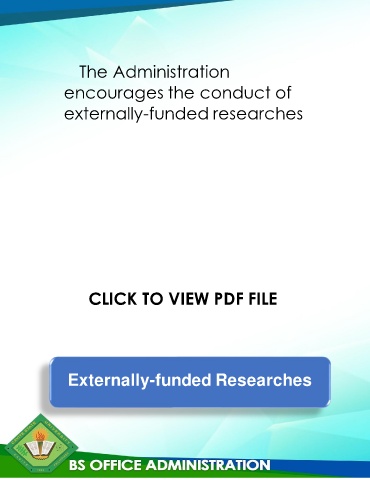 The Administration
encourages the conduct of
externally-funded researches
CLICK TO VIEW PDF FILE
Externally-funded Researches
BS OFFICE ADMINISTRATION